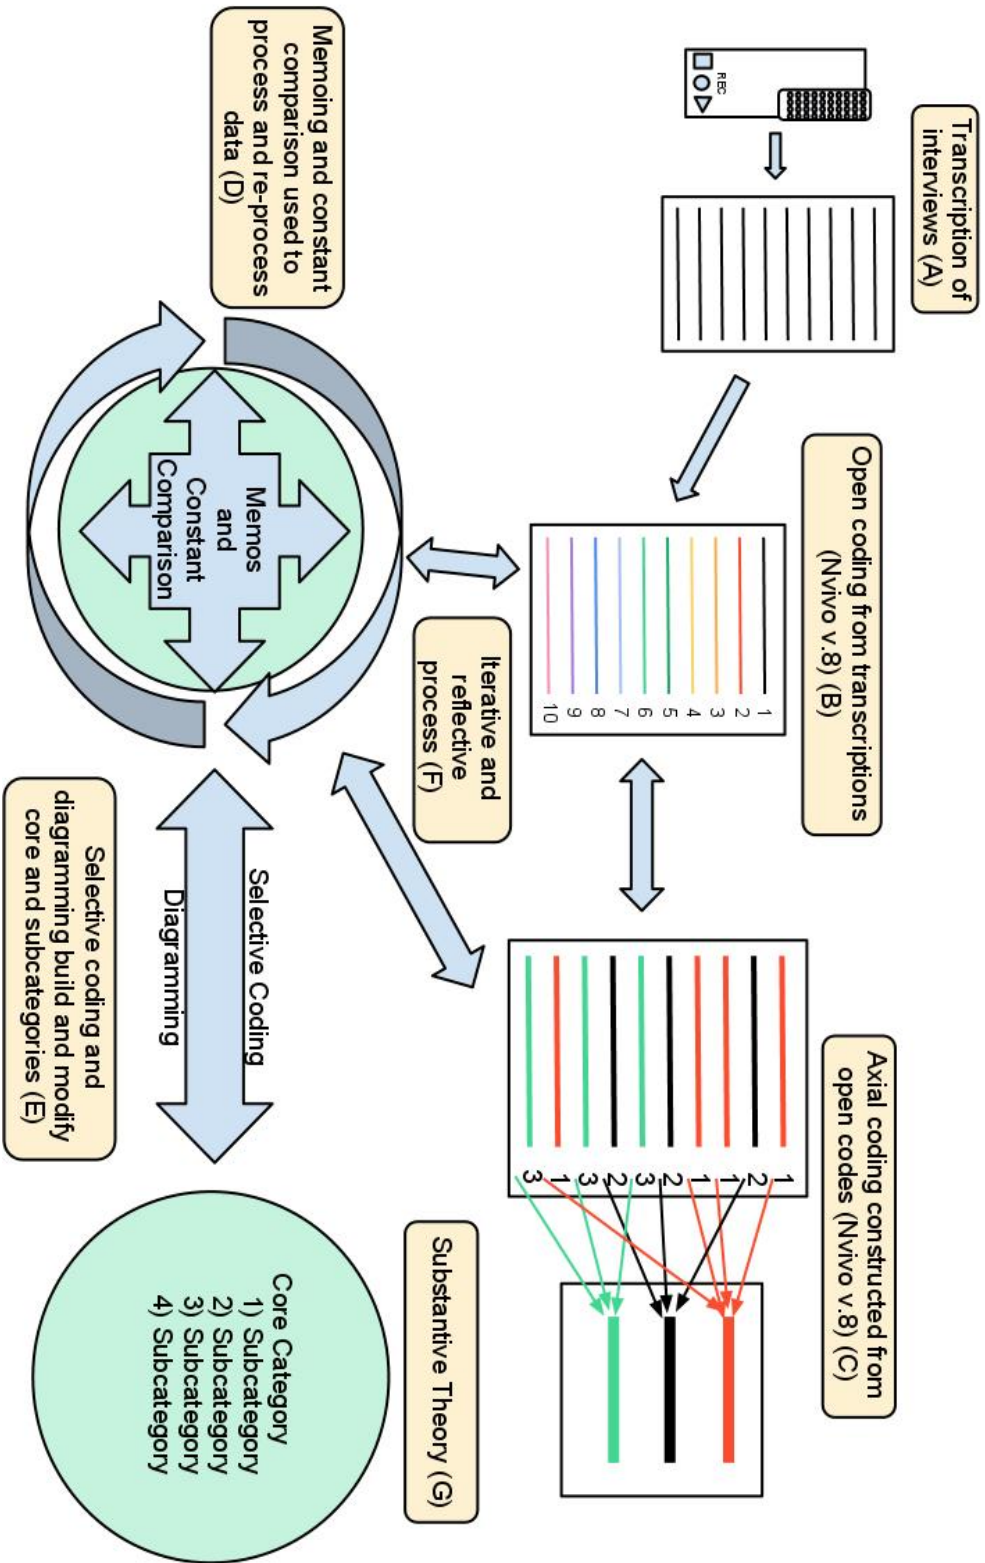 Transcription of
interviews (A)
REC
Open coding from transcriptions
(Nvivo v.8) (B)
1
2
3
4
5
6
7
8
9
10
Axial coding constructed from
open codes (Nvivo v.8) (C)
1
2
1
1
2
3
2
3
1
3
Memoing and constant
comparison used to
process and re-process
data (D)
Memos
and
Constant
Comparison
Iterative and
reflective
process (F)
Selective Coding
Diagramming
Selective coding and
diagramming build and modify
core and subcategories (E)
Substantive Theory (G)
Core Category
1) Subcategory
2) Subcategory
3) Subcategory
4) Subcategory